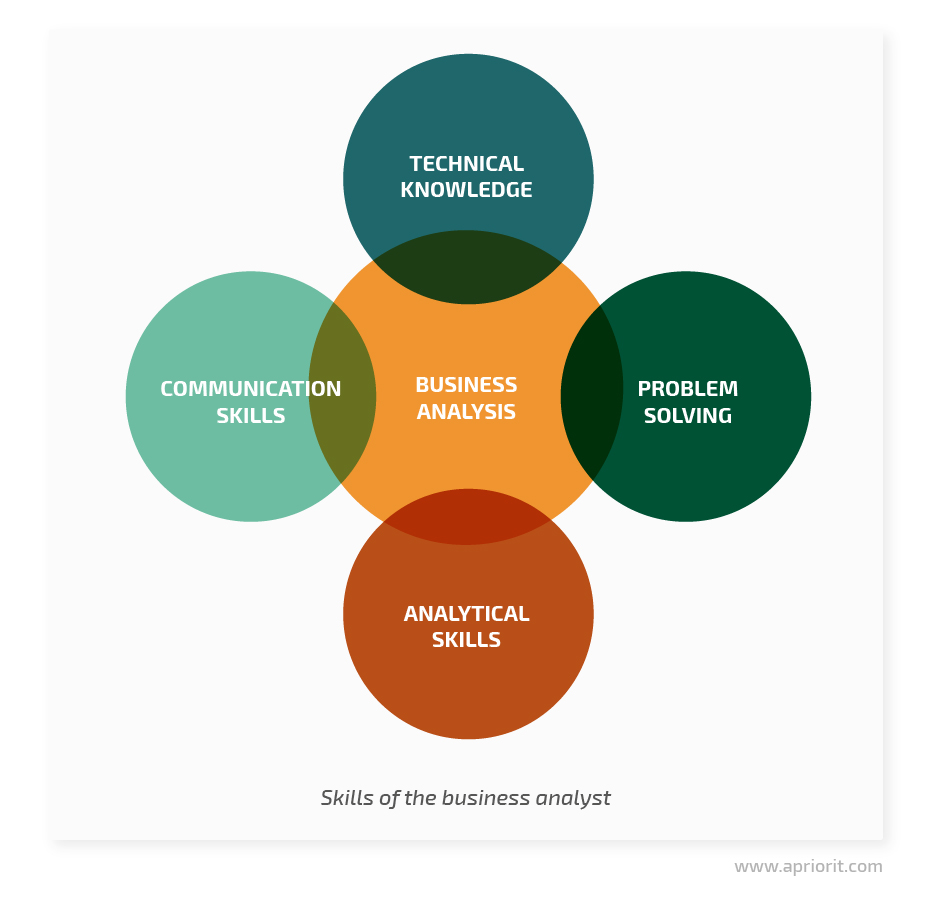 TECHNICAL
KNOWLEDGE
COMMUNICATION
SKILLS
BUSINESS
ANALYSIS
PROBLEM
SOLVING
ANALYTICAL
SKILLS
Skills of the business analyst
www.apriorit.com